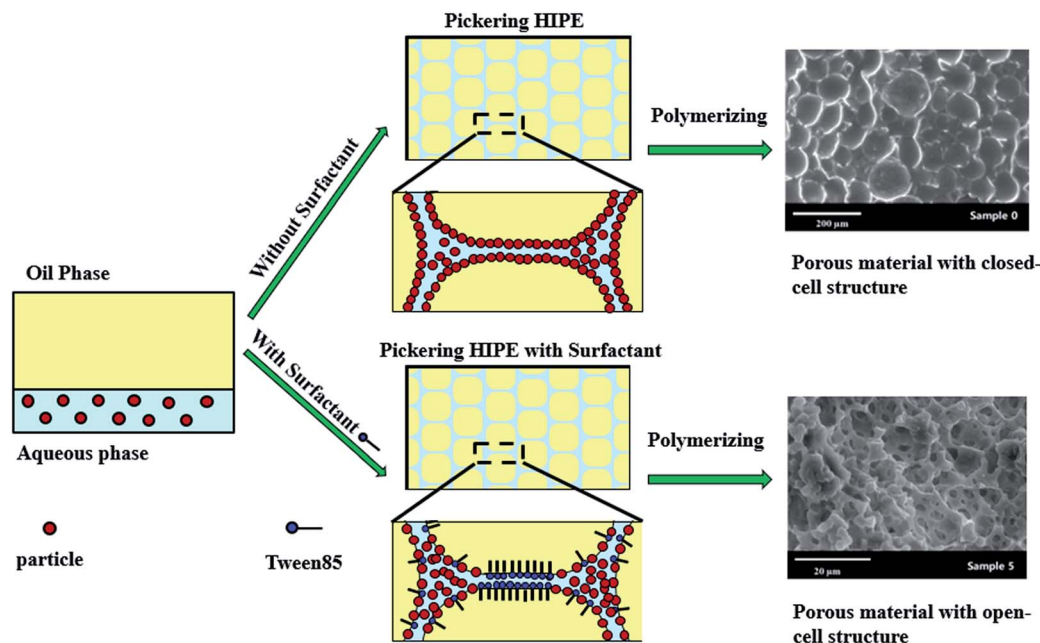 Pickering HIPE
Polymerizing
Without Surfactant
200 μm
Sample 0
Porous material with closed-
cell structure
Oil Phase
Aqueous phase
With Surfactant
Pickering HIPE with Surfactant
Polymerizing
20 μm
Sample 5
particle
Tween85
Porous material with open-
cell structure